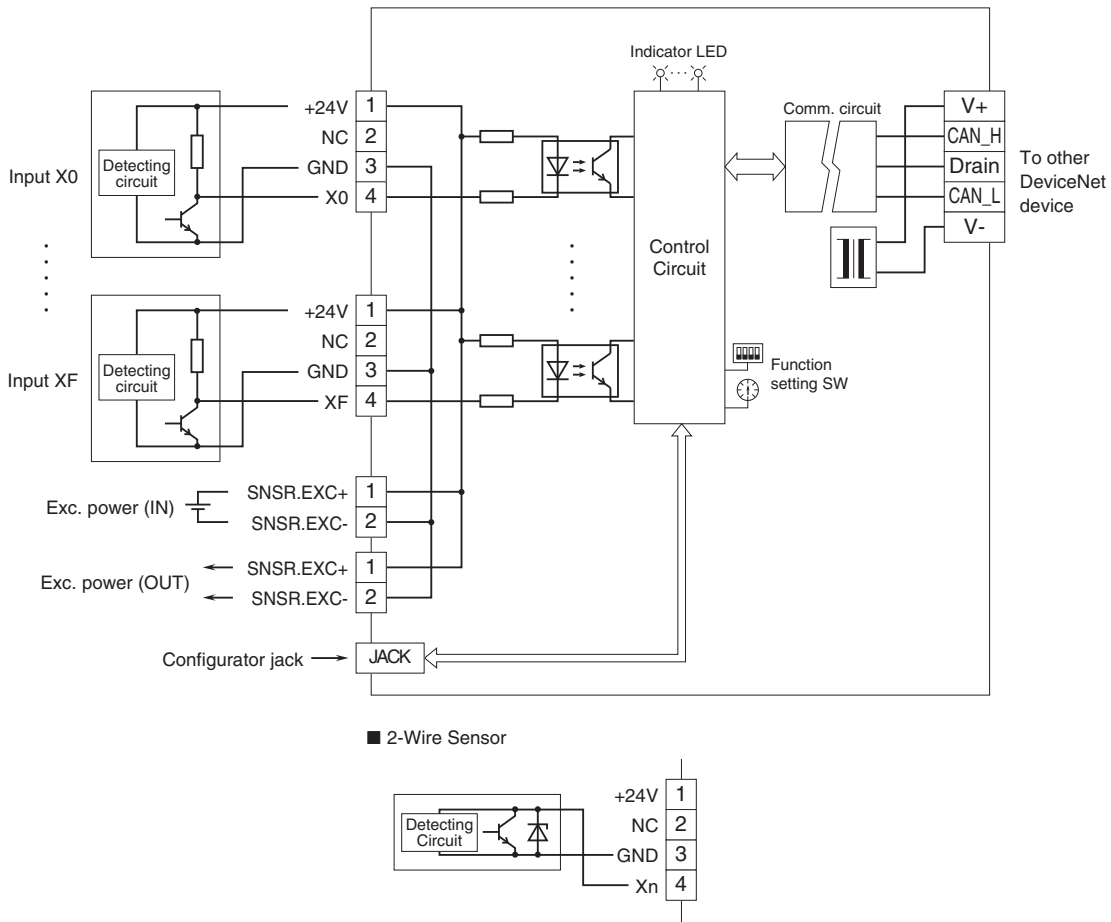 Indicator LED
Input X0
Detecting
circuit
+24V 1
NC 2
GND 3
X0 4
Input XF
Detecting
circuit
+24V 1
NC 2
GND 3
XF 4
Exc. power (IN)
SNSR.EXC+ 1
SNSR.EXC- 2
Exc. power (OUT)
SNSR.EXC+ 1
SNSR.EXC- 2
Configurator jack
JACK
Control
Circuit
Comm. circuit
Function
setting SW
V+
CAN_H
Drain
CAN_L
V-
To other
DeviceNet
device
■ 2-Wire Sensor
Detecting
Circuit
+24V 1
NC 2
GND 3
Xn 4